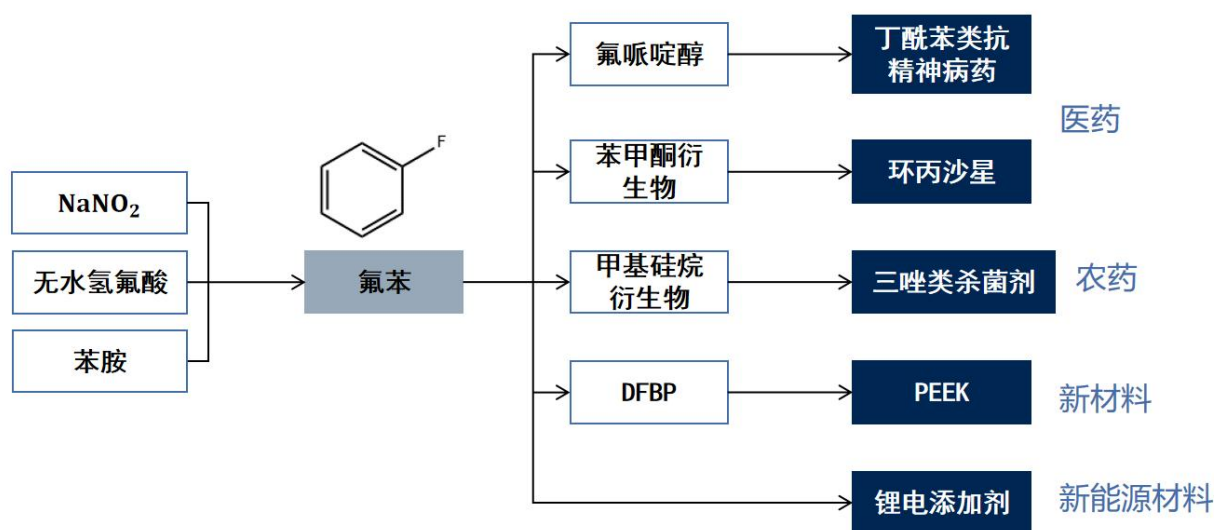 NaNO₂
无水氢氟酸
苯胺
F
氟苯
氟哌啶醇
苯甲酮衍
生物
甲基硅烷
衍生物
DFBP
丁酰苯类抗
精神病药
环丙沙星
三唑类杀菌剂
PEEK
锂电添加剂
医药
农药
新材料
新能源材料